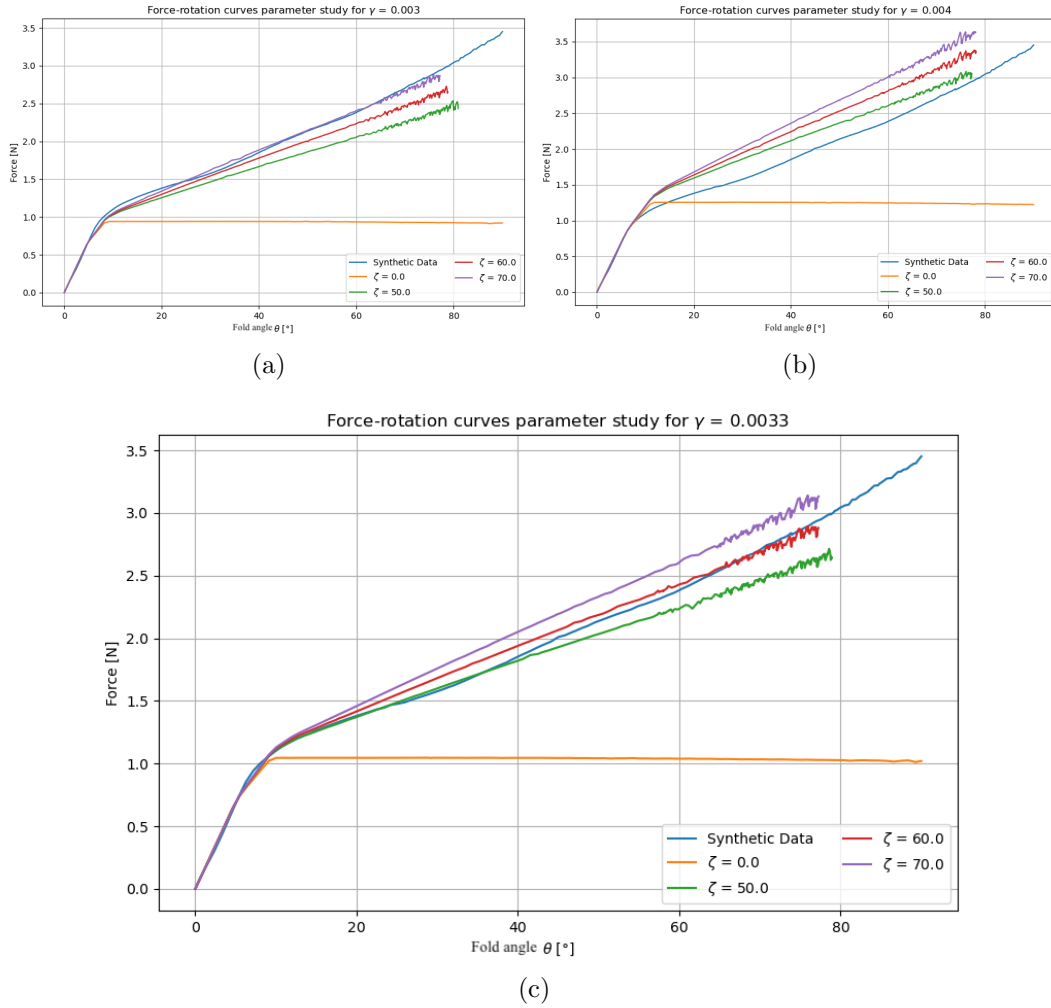 Force-rotation curves parameter study for γ = 0.003
Force [N]
3.5
3.0
2.5
2.0
1.5
1.0
0.5
0.0
0 20 40 60 80
Fold angle θ [°]
Synthetic Data
ζ = 0.0
ζ = 50.0
ζ = 60.0
ζ = 70.0
(a)
Force-rotation curves parameter study for γ = 0.004
Force [N]
3.5
3.0
2.5
2.0
1.5
1.0
0.5
0.0
0 20 40 60 80
Fold angle θ [°]
Synthetic Data
ζ = 0.0
ζ = 50.0
ζ = 60.0
ζ = 70.0
(b)
Force-rotation curves parameter study for γ = 0.0033
Force [N]
3.5
3.0
2.5
2.0
1.5
1.0
0.5
0.0
0 20 40 60 80
Fold angle θ [°]
Synthetic Data
ζ = 0.0
ζ = 50.0
ζ = 60.0
ζ = 70.0
(c)